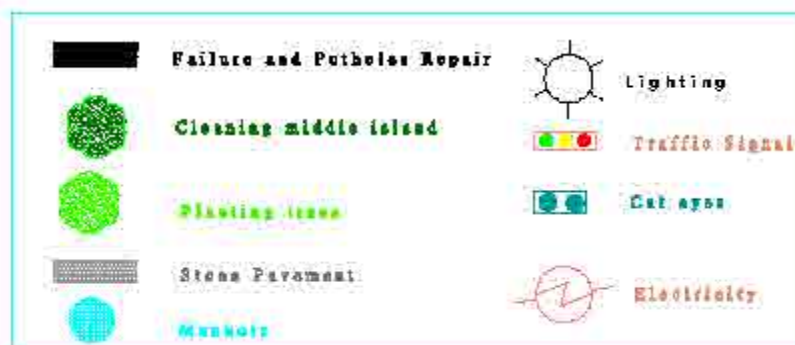 Failure and Potholes Repair
Cleaning middle island
Planting trees
Stone Pavement
Manhole
Lighting
Traffic Signal
Cat eyes
Electricity